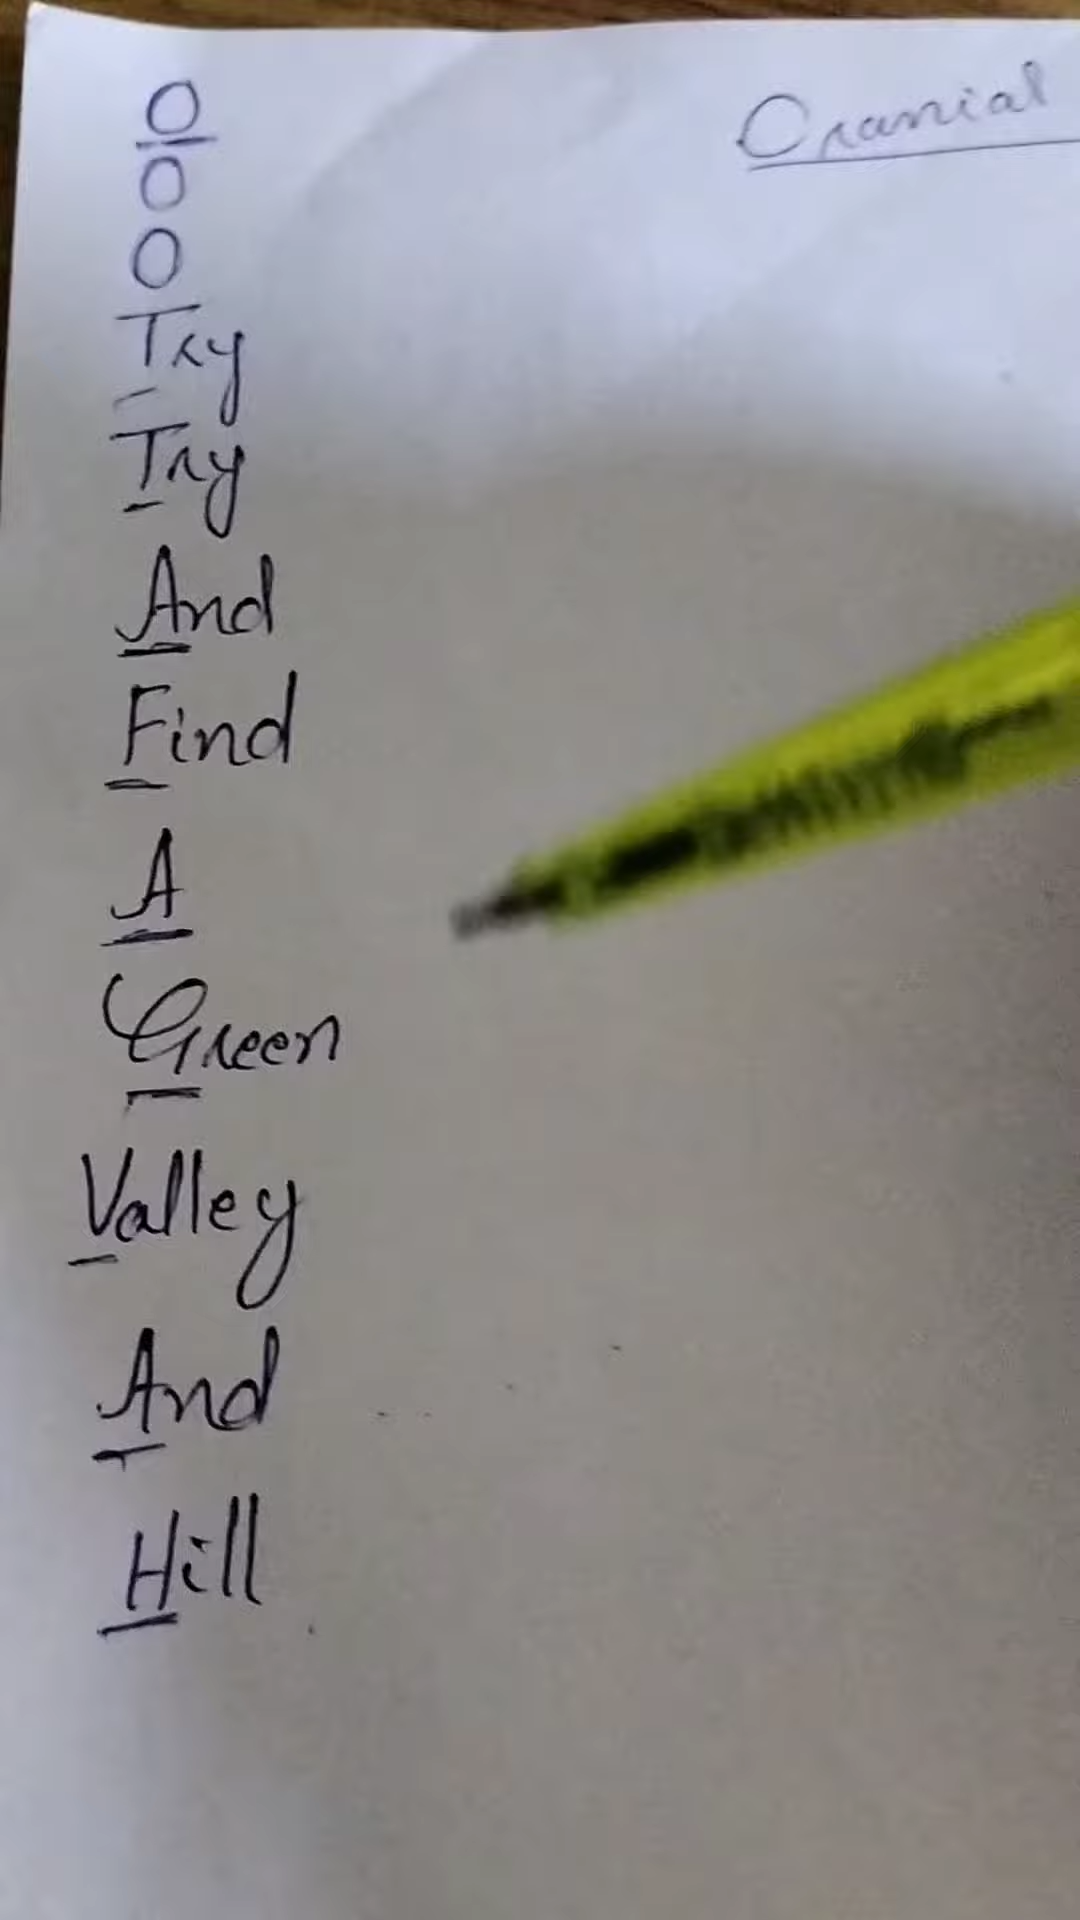 O
Cranial
O
O
Try
Try
And
Find
A
Green
Valley
And
Hill